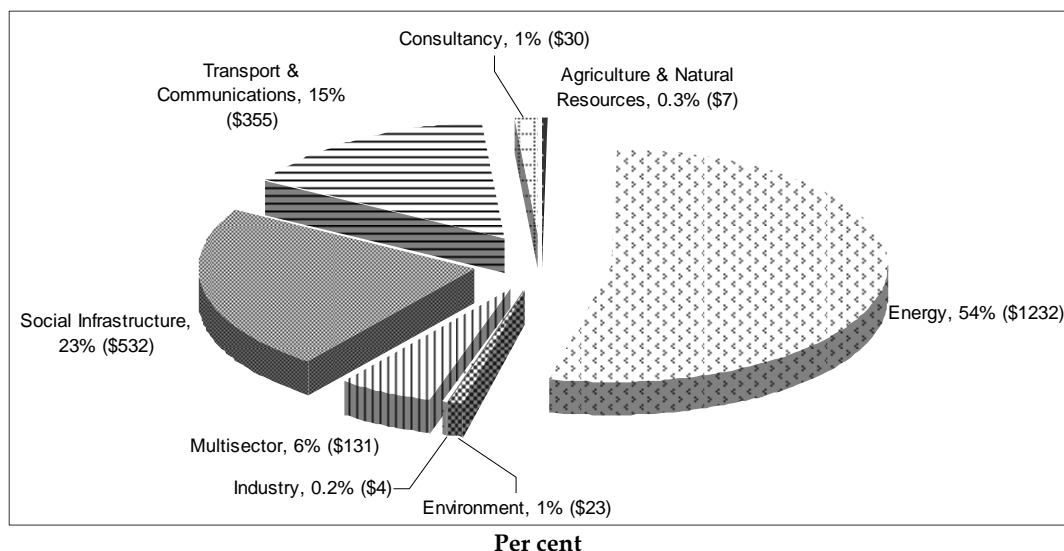 Consultancy, 1% ($30)
Transport &
Communications, 15%
($355)
Agriculture & Natural
Resources, 0.3% ($7)
Energy, 54% ($1232)
Social Infrastructure,
23% ($532)
Multisector, 6% ($131)
Industry, 0.2% ($4)
Environment, 1% ($23)
Per cent